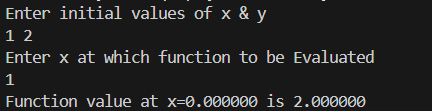 Enter initial values of x & y
1 2
Enter x at which function to be Evaluated
1
Function value at x=0.000000 is 2.000000